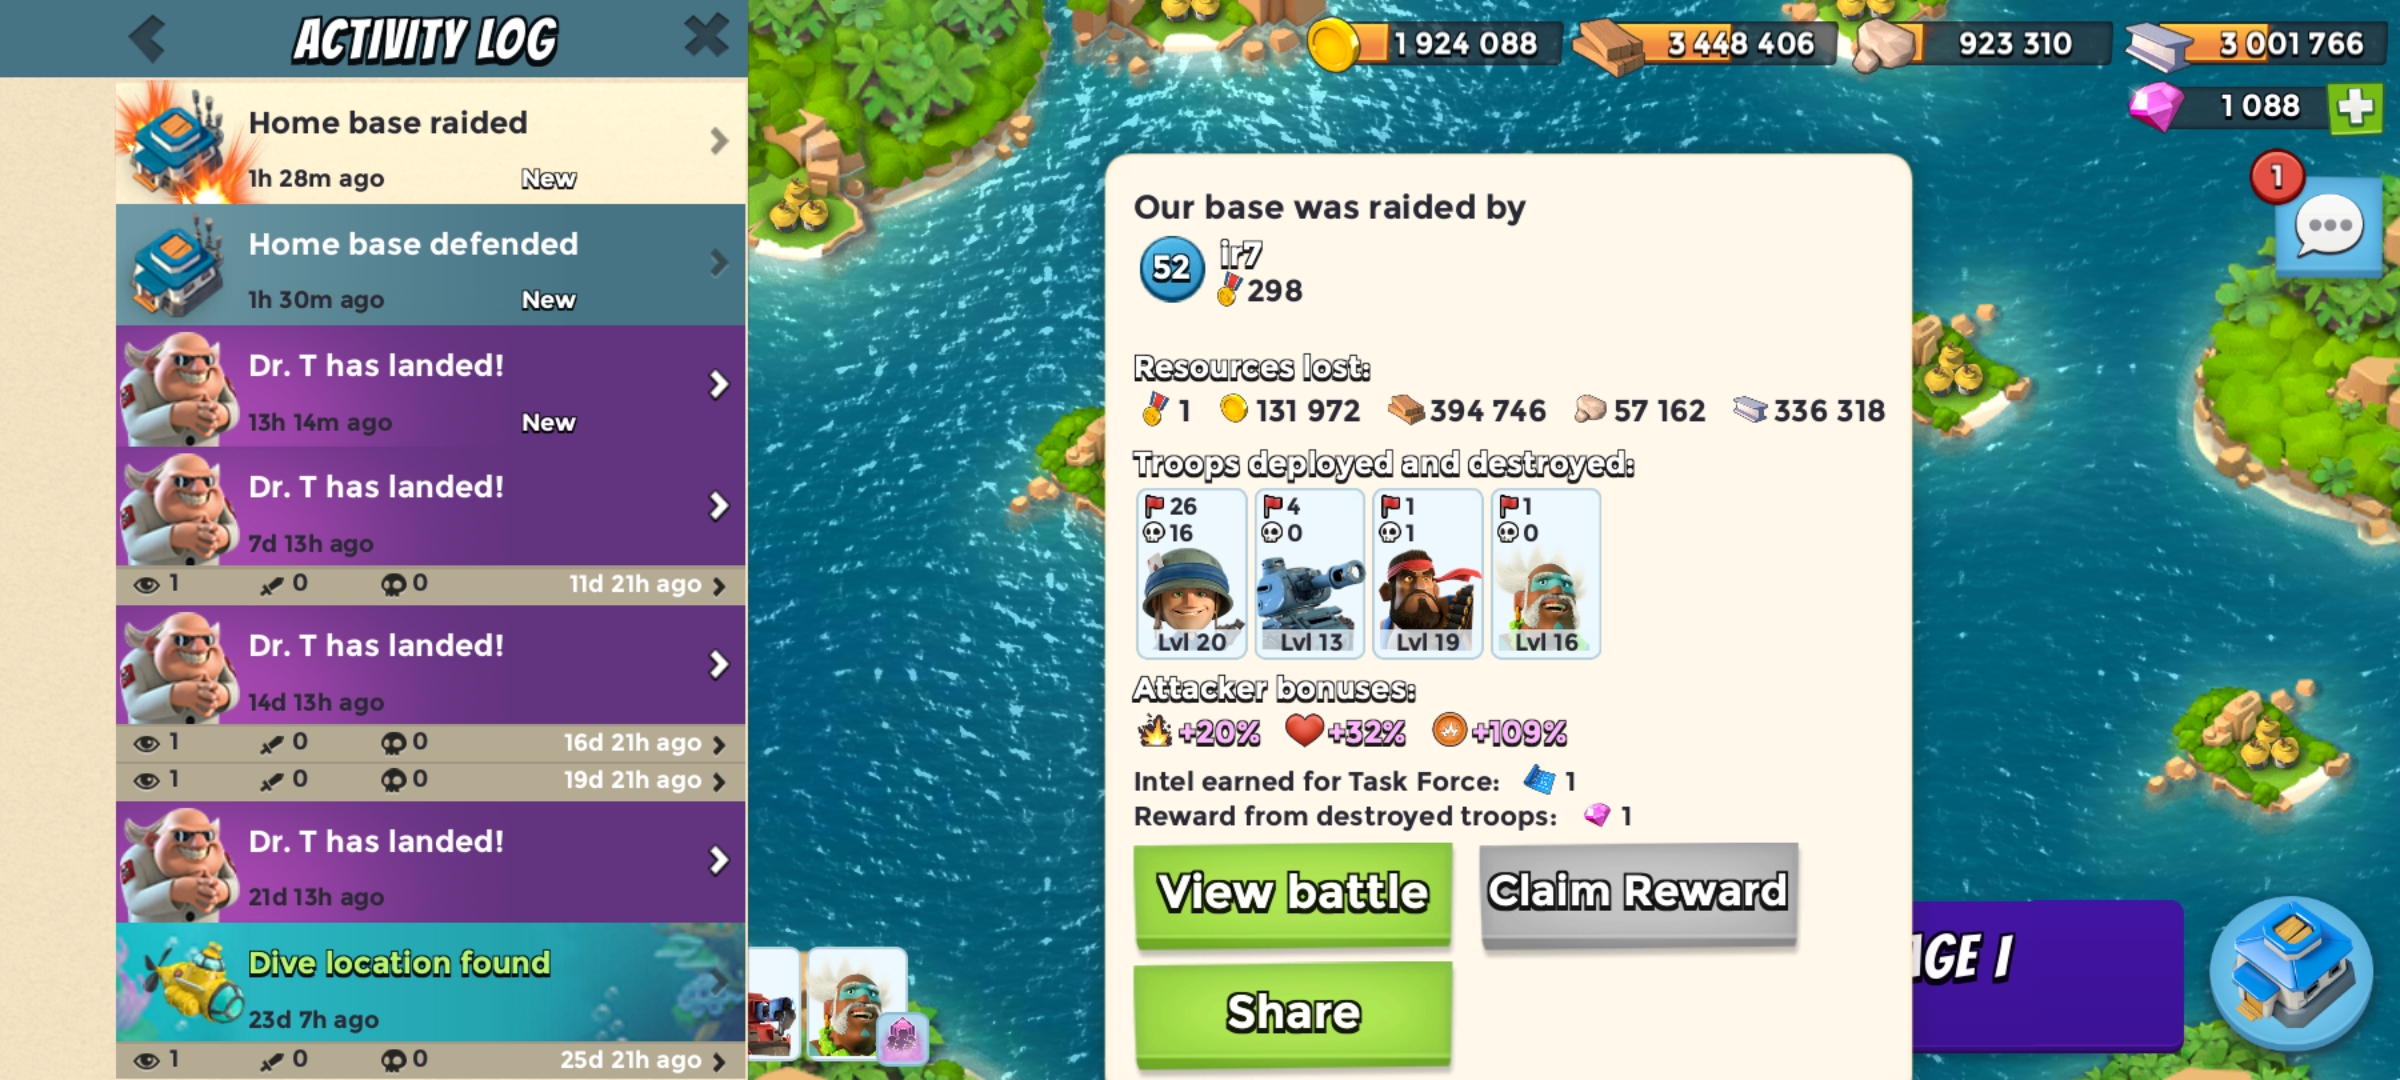 ACTIVITY LOG
Home base raided
1h 28m ago New
Home base defended
1h 30m ago New
Dr. T has landed!
13h 14m ago New
Dr. T has landed!
7d 13h ago
1 0 0 11d 21h ago
Dr. T has landed!
14d 13h ago
1 0 0 16d 21h ago
1 0 0 19d 21h ago
Dr. T has landed!
21d 13h ago
Dive location found
23d 7h ago
1 0 0 25d 21h ago
1 924 088 3 448 406 923 310 3 001 766
1 088
1
Our base was raided by
52 ir7
298
Resources lost:
1 131 972 394 746 57 162 336 318
Troops deployed and destroyed:
26 4 1 1
16 0 1 0
Lvl 20 Lvl 13 Lvl 19 Lvl 16
Attacker bonuses:
+20% +32% +109%
Intel earned for Task Force: 1
Reward from destroyed troops: 1
View battle Claim Reward
Share
AGE I